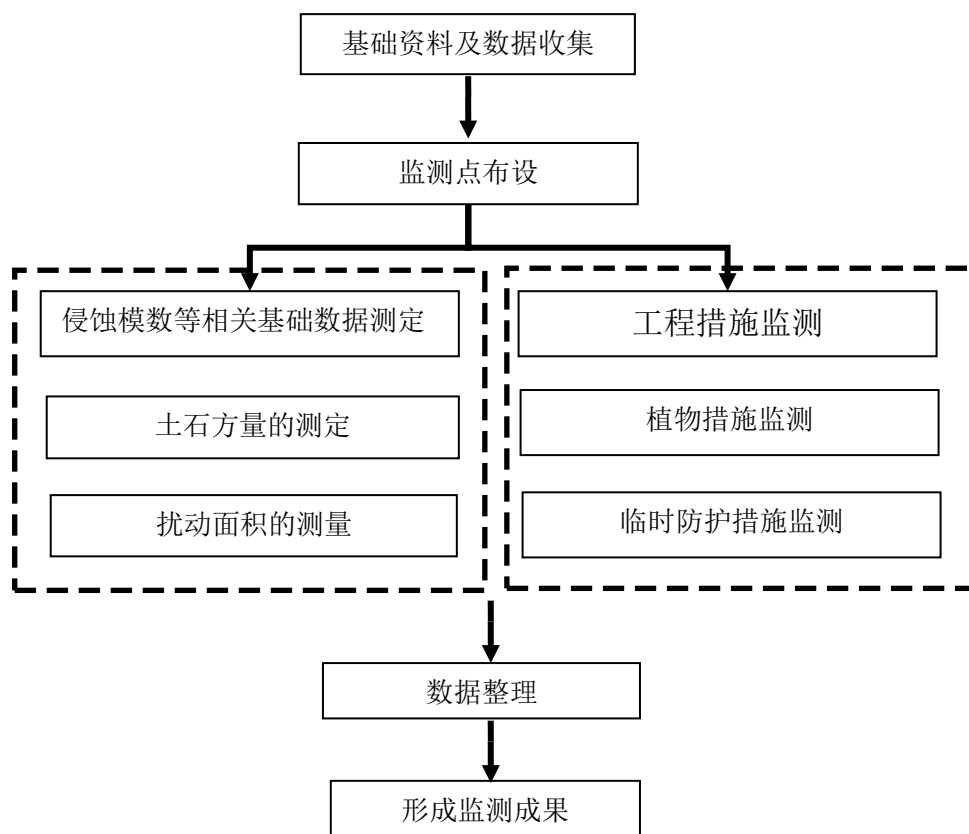 基础资料及数据收集
监测点布设
侵蚀模数等相关基础数据测定
土石方量的测定
扰动面积的测量
工程措施监测
植物措施监测
临时防护措施监测
数据整理
形成监测成果